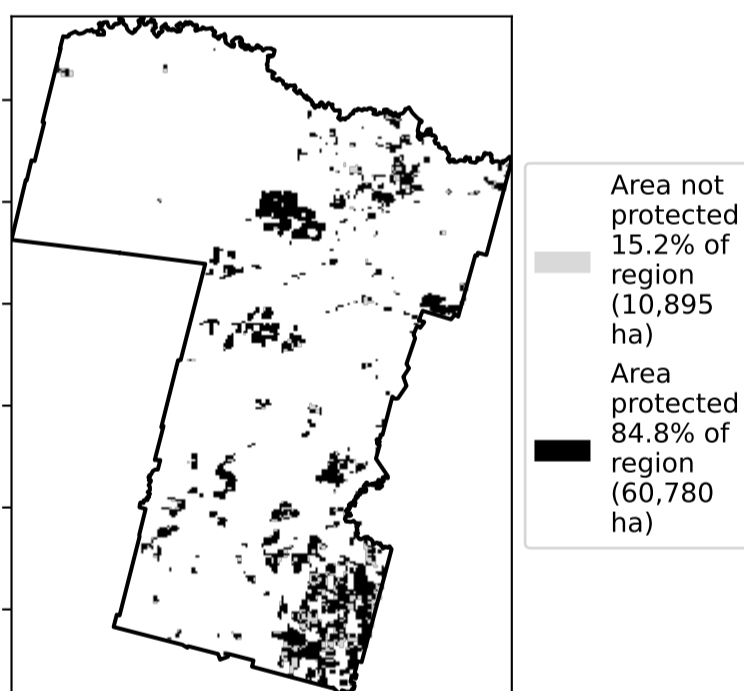 Area not
protected
15.2% of
region
(10,895
ha)
Area
protected
84.8% of
region
(60,780
ha)